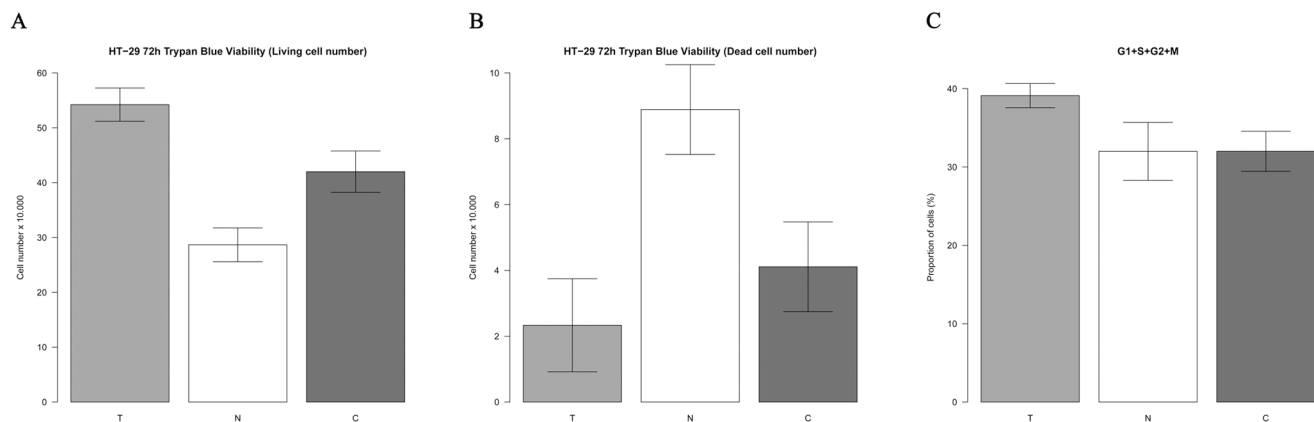 A
HT−29 72h Trypan Blue Viability (Living cell number)
Cell number x 10.000
60
50
40
30
20
10
0
T
N
C
B
HT−29 72h Trypan Blue Viability (Dead cell number)
Cell number x 10.000
10
8
6
4
2
0
T
N
C
C
G1+S+G2+M
Proportion of cells (%)
40
30
20
10
0
T
N
C